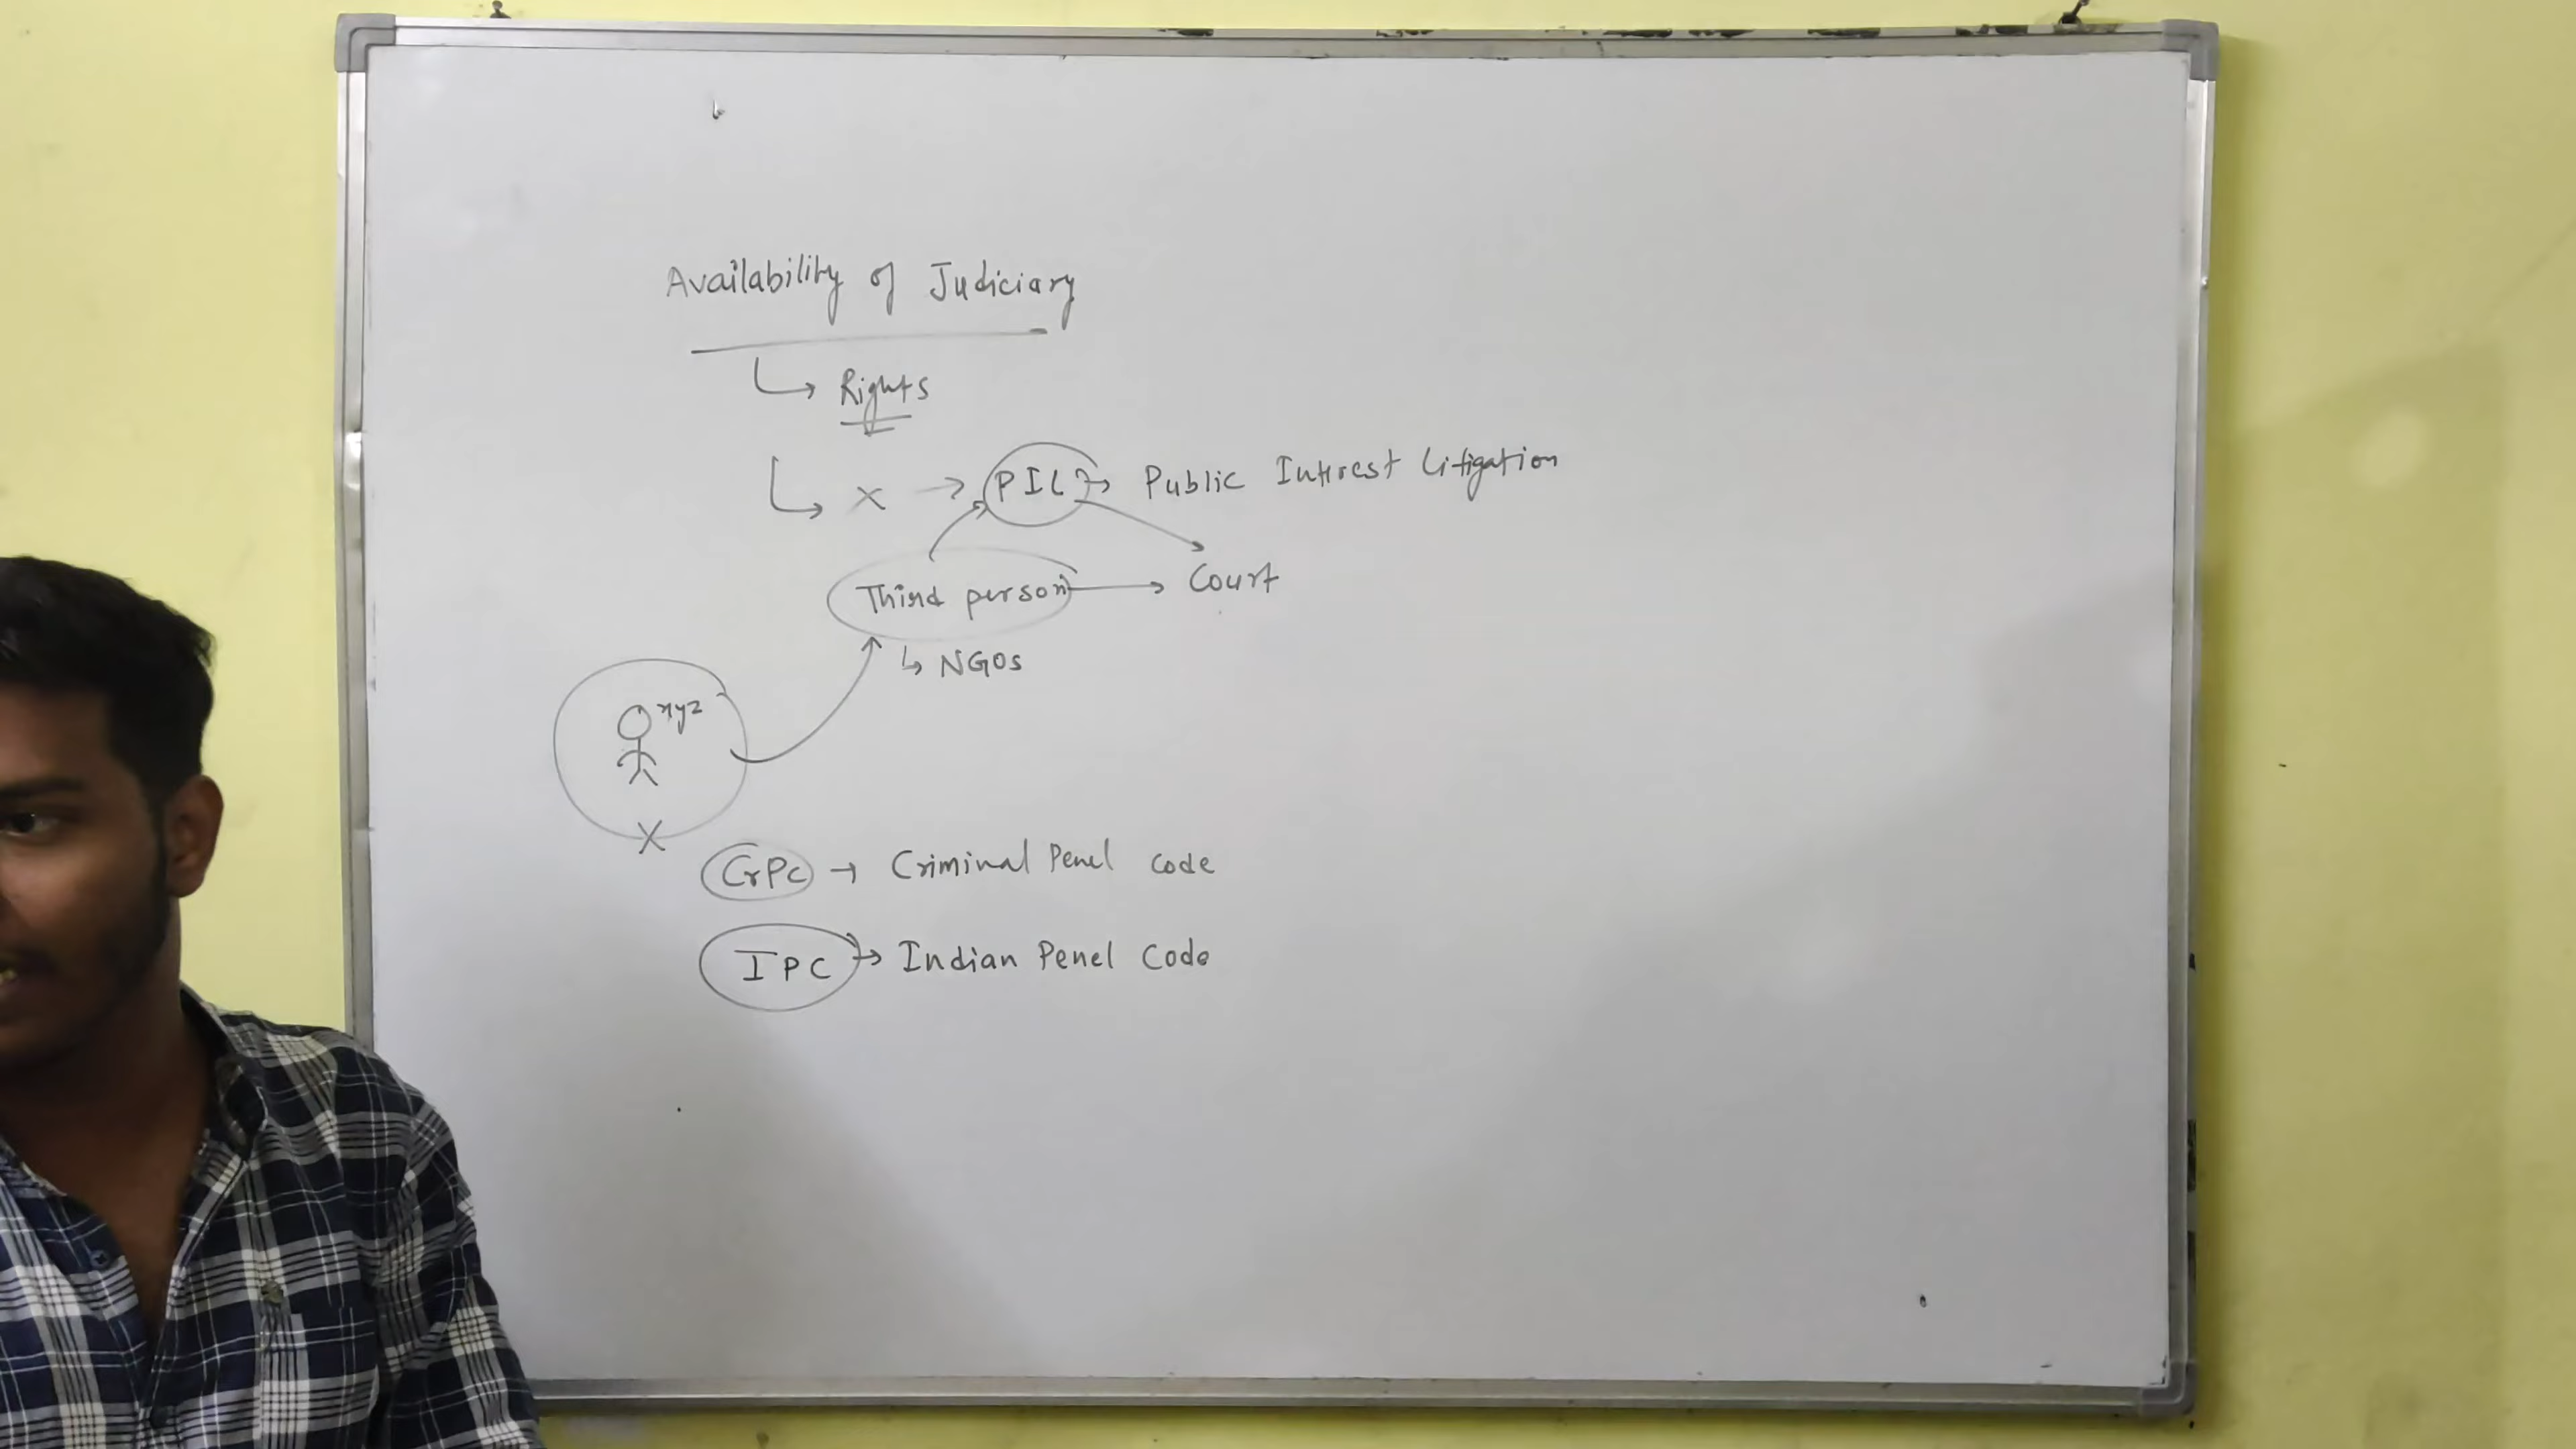 Availability of Judiciary
↳ Rights
↳ x → PIL → Public Interest Litigation
Third person → Court
↳ NGOs
xyz
X
CrPC → Criminal Penel code
IPC → Indian Penel Code